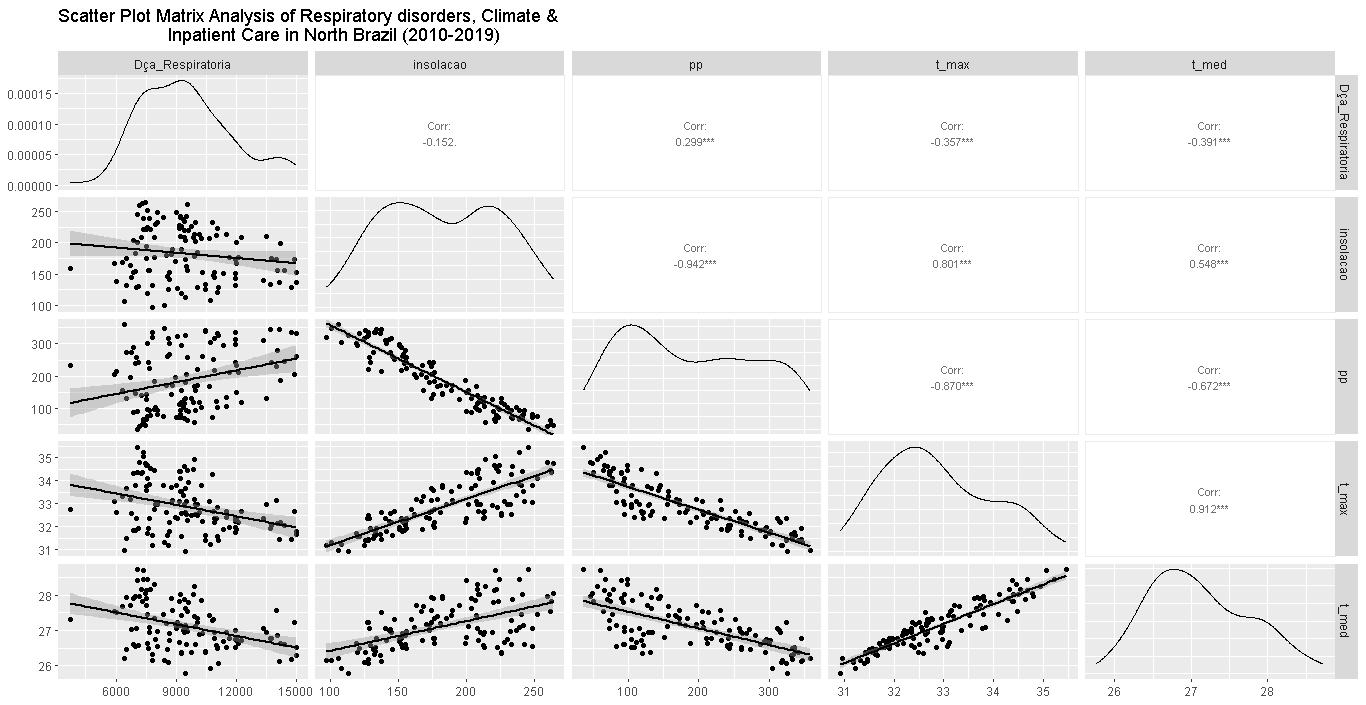 Scatter Plot Matrix Analysis of Respiratory disorders, Climate &
Inpatient Care in North Brazil (2010-2019)
Dça_Respiratoria insolacao pp t_max t_med
0.00015
0.00010
0.00005
0.00000
Corr: Corr: Corr: Corr:
-0.152. 0.299*** -0.357*** -0.391***
Dça_Respiratoria
250
200
150
100
Corr: Corr: Corr:
-0.942*** 0.801*** 0.548***
insolacao
300
200
100
Corr: Corr:
-0.870*** -0.672***
pp
35
34
33
32
31
Corr:
0.912***
t_max
28
27
26
t_med
6000 9000 12000 15000 100 150 200 250 100 200 300 31 32 33 34 35 26 27 28